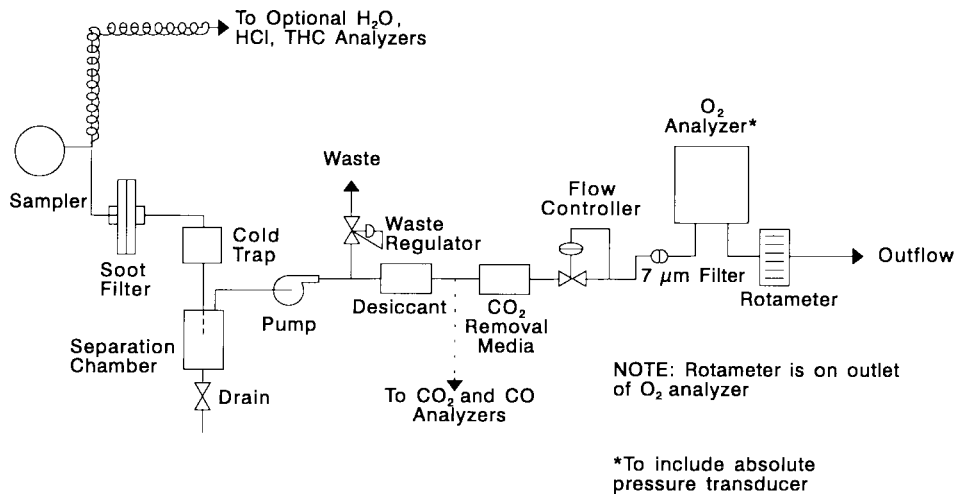 To Optional H₂O,
HCl, THC Analyzers
Sampler
Soot
Filter
Cold
Trap
Separation
Chamber
Drain
Pump
Waste
Waste
Regulator
Desiccant
To CO₂ and CO
Analyzers
CO₂
Removal
Media
Flow
Controller
7 μm Filter
O₂
Analyzer*
Rotameter
Outflow
NOTE: Rotameter is on outlet
of O₂ analyzer
*To include absolute
pressure transducer